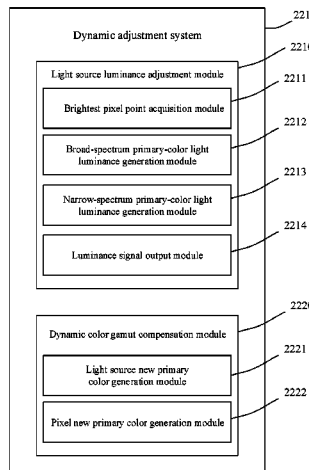 Dynamic adjustment system
221
Light source luminance adjustment module
2210
Brightest pixel point acquisition module
2211
Broad-spectrum primary-color light
luminance generation module
2212
Narrow-spectrum primary-color light
luminance generation module
2213
Luminance signal output module
2214
Dynamic color gamut compensation module
2220
Light source new primary
color generation module
2221
Pixel new primary color generation module
2222